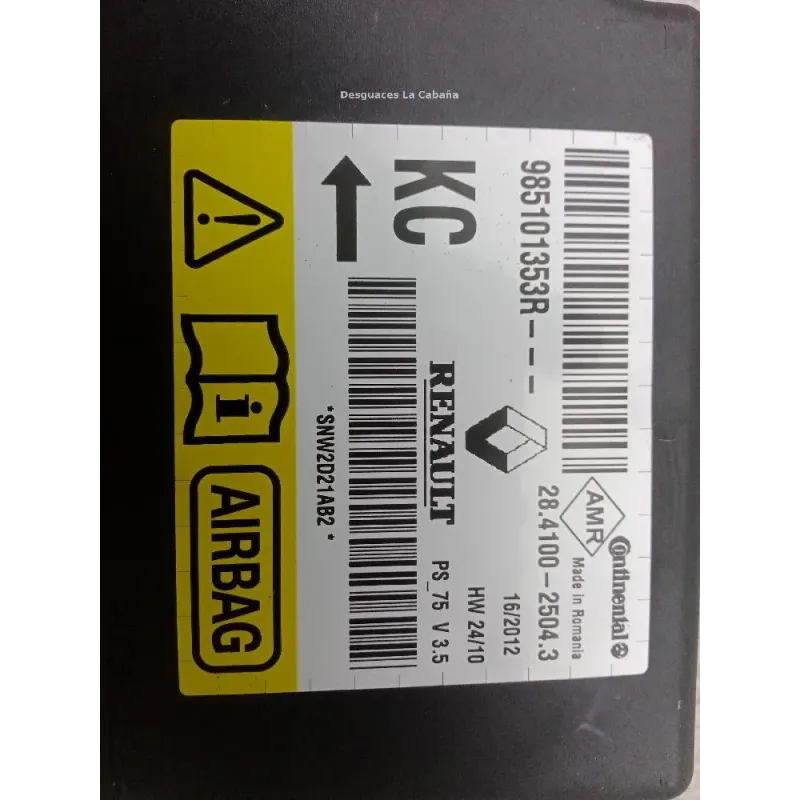 Desguaces La Cabaña
Continental
985101353R---
AMR
Made in Romania
28.4100-2504.3
KC
RENAULT
16/2012
HW 24/10
PS_75 V 3.5
*SNW2D21AB2 *
i
AIRBAG